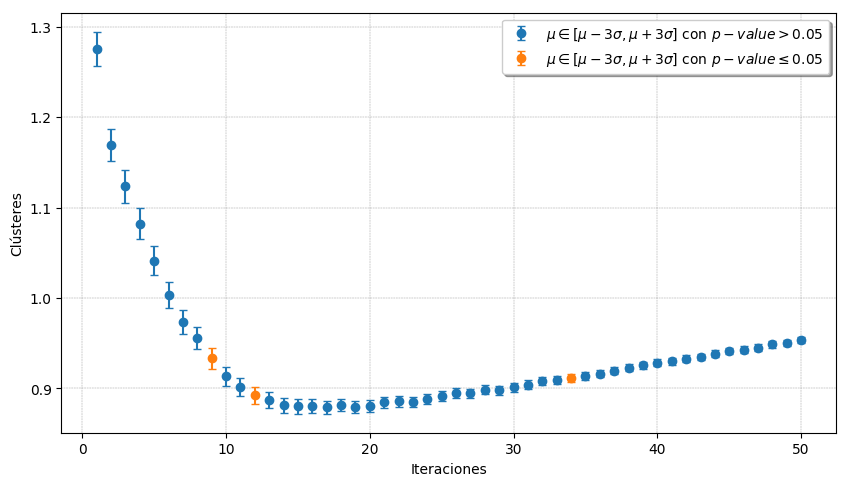 1.3
1.2
1.1
1.0
0.9
Clústeres
μ ∈ [μ − 3σ, μ + 3σ] con p − value > 0.05
μ ∈ [μ − 3σ, μ + 3σ] con p − value ≤ 0.05
0 10 20 30 40 50
Iteraciones